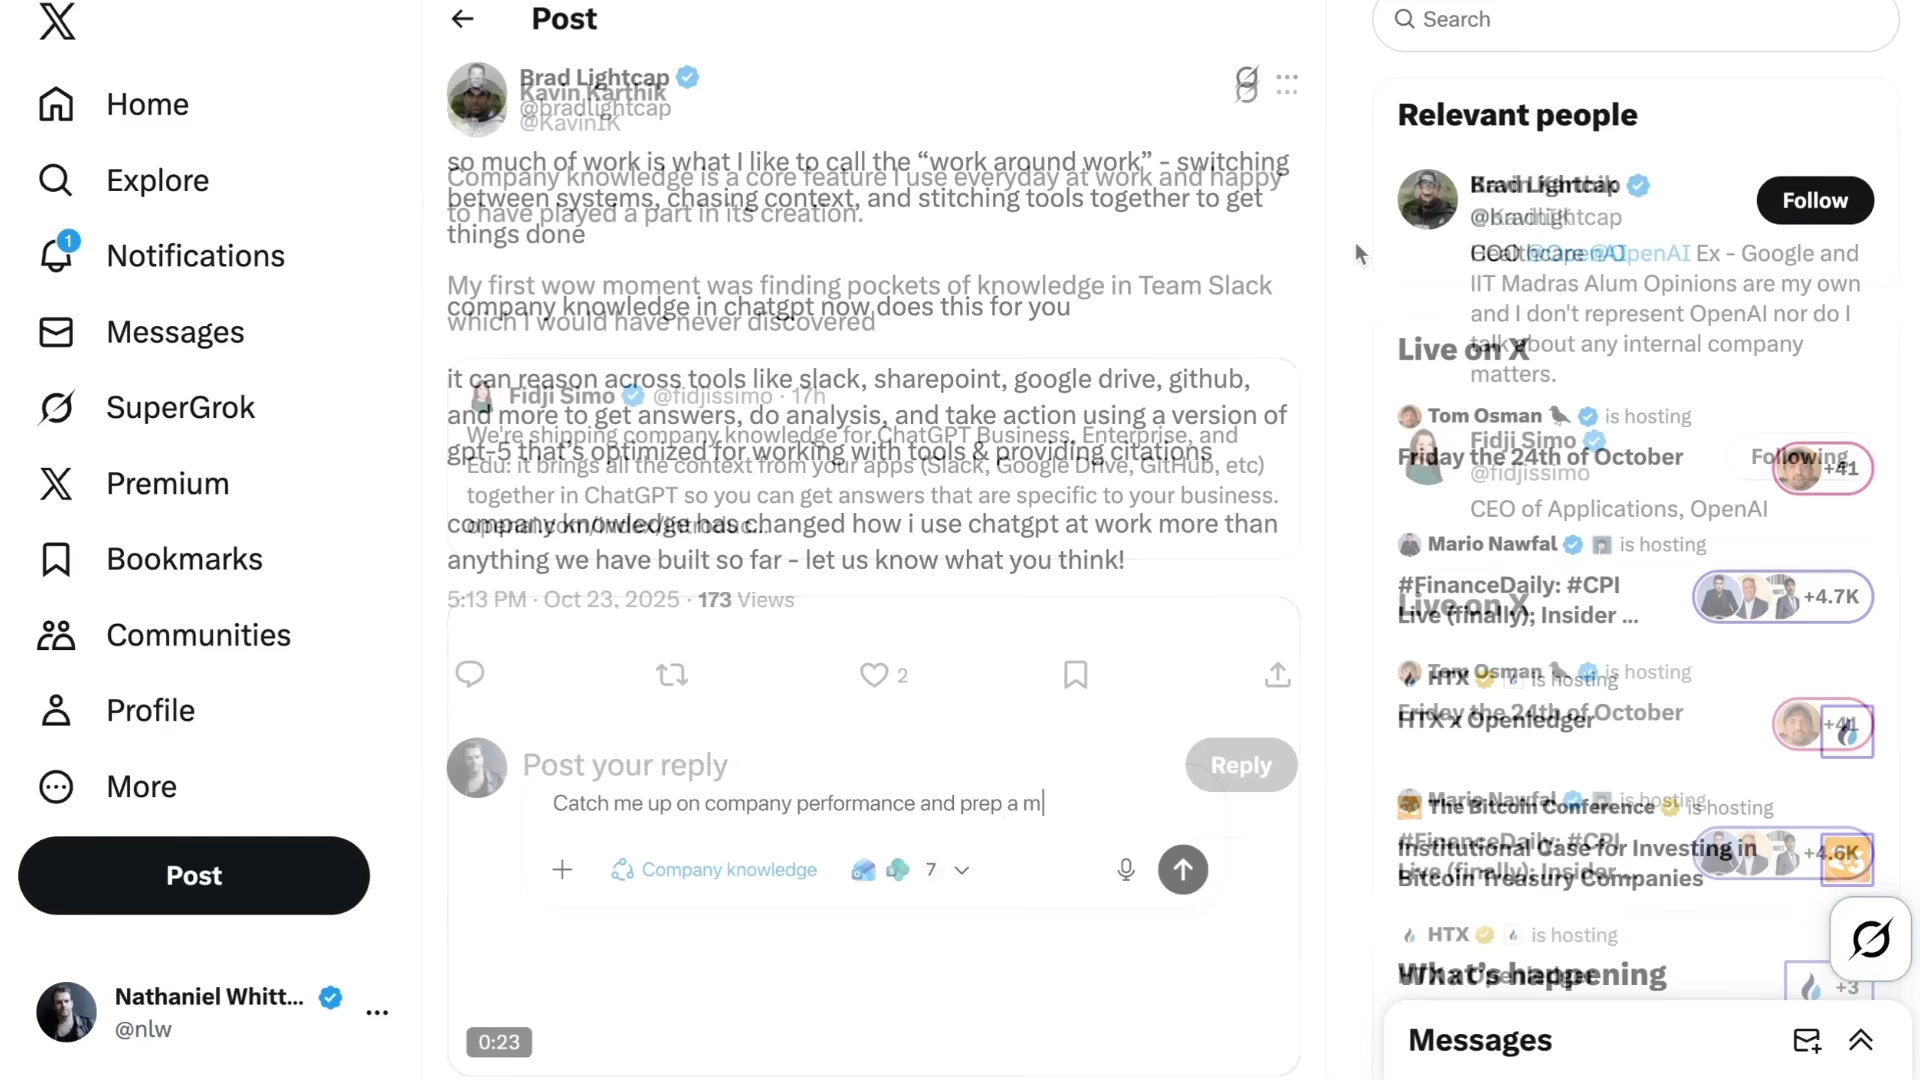 Home
Explore
1
Notifications
Messages
SuperGrok
Premium
Bookmarks
Communities
Profile
More
Post
Nathaniel Whitt...
@nlw
Post
Brad Lightcap
Kavin Karthik
@bradlightcap
@KavinIK
so much of work is what I like to call the “work around work” - switching
between systems, chasing context, and stitching tools together to get
things done
company knowledge in chatgpt now does this for you
it can reason across tools like slack, sharepoint, google drive, github,
and more to get answers, do analysis, and take action using a version of
gpt-5 that’s optimized for working with tools & providing citations
company knowledge has changed how i use chatgpt at work more than
anything we have built so far - let us know what you think!
Company knowledge is a core feature I use everyday at work and happy
to have played a part in its creation.
My first wow moment was finding pockets of knowledge in Team Slack
which I would have never discovered
Fidji Simo @fidjissimo · 17h
We're shipping company knowledge for ChatGPT Business, Enterprise, and
Edu: it brings all the context from your apps (Slack, Google Drive, GitHub, etc)
together in ChatGPT so you can get answers that are specific to your business.
openai.com/index/introduc...
5:13 PM · Oct 23, 2025 · 173 Views
2
Post your reply
Reply
Catch me up on company performance and prep a m
Company knowledge
7
0:23
Search
Relevant people
Brad Lightcap
@bradlightcap
COO @OpenAI
Follow
@OpenAI Ex - Google and
IIT Madras Alum Opinions are my own
and I don't represent OpenAI nor do I
talk about any internal company
matters.
Fidji Simo
@fidjissimo
Following
CEO of Applications, OpenAI
Live on X
Tom Osman is hosting
Friday the 24th of October
+41
Mario Nawfal is hosting
#FinanceDaily: #CPI
Live (finally); Insider ...
+4.7K
HTX is hosting
HTX x Openledger
The Bitcoin Conference is hosting
Institutional Case for Investing in
Bitcoin Treasury Companies
Live on X
Tom Osman is hosting
Friday the 24th of October
+41
Mario Nawfal is hosting
#FinanceDaily: #CPI
Live (finally); Insider ...
+4.6K
HTX is hosting
+3
What’s happening
Messages